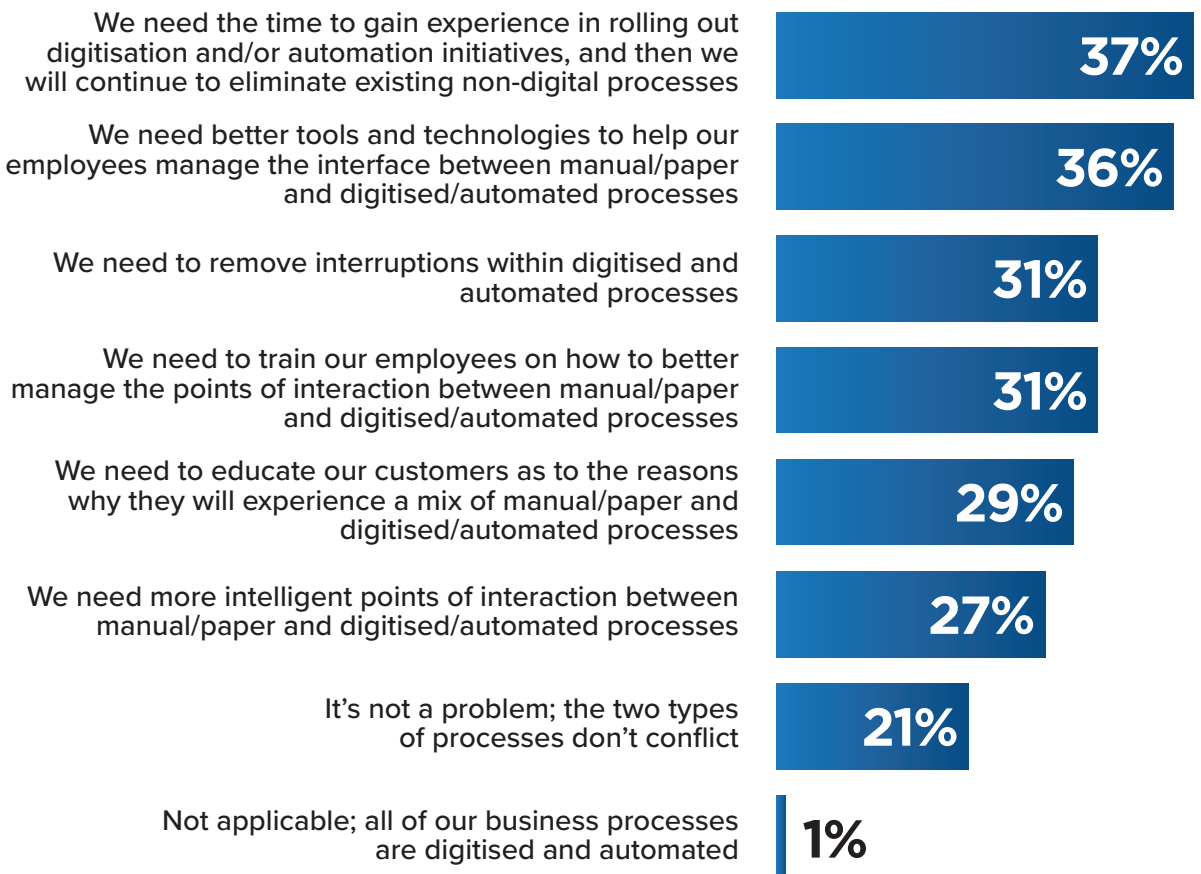 We need the time to gain experience in rolling out
digitisation and/or automation initiatives, and then we
will continue to eliminate existing non-digital processes
37%
We need better tools and technologies to help our
employees manage the interface between manual/paper
and digitised/automated processes
36%
We need to remove interruptions within digitised and
automated processes
31%
We need to train our employees on how to better
manage the points of interaction between manual/paper
and digitised/automated processes
31%
We need to educate our customers as to the reasons
why they will experience a mix of manual/paper and
digitised/automated processes
29%
We need more intelligent points of interaction between
manual/paper and digitised/automated processes
27%
It’s not a problem; the two types
of processes don’t conflict
21%
Not applicable; all of our business processes
are digitised and automated
1%